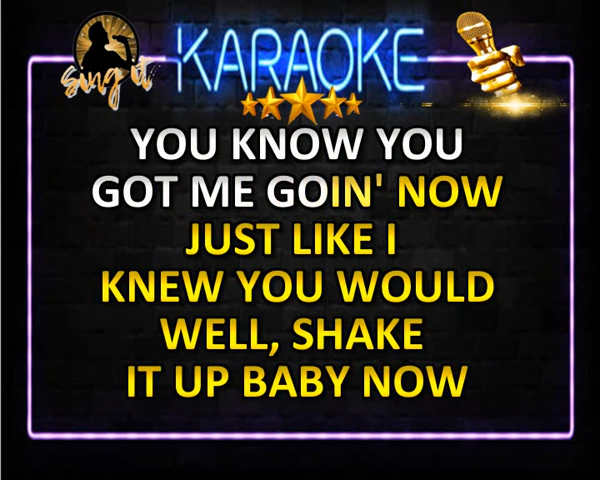 Sing it
KARAOKE
YOU KNOW YOU
GOT ME GOIN' NOW
JUST LIKE I
KNEW YOU WOULD
WELL, SHAKE
IT UP BABY NOW